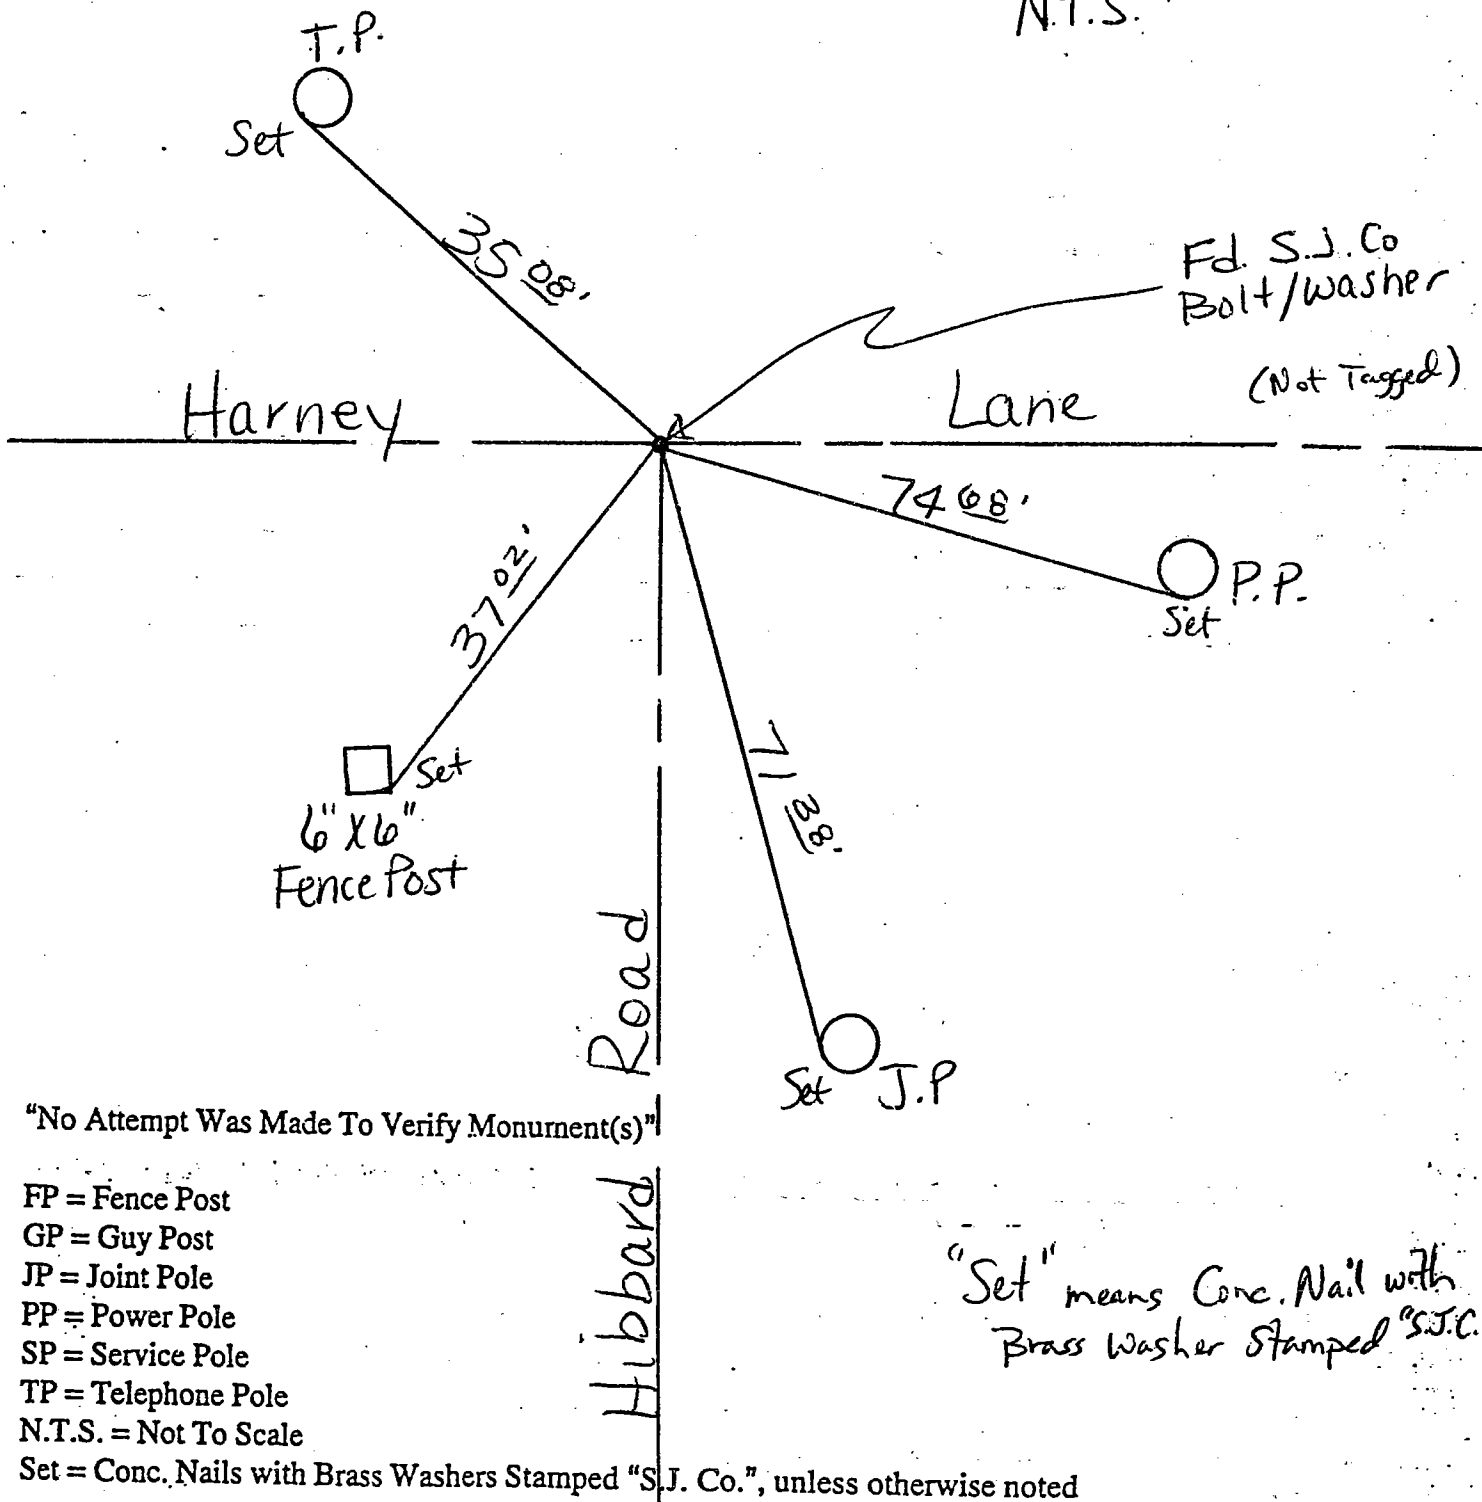 N.T.S.
T.P.
Set
35 08'
Fd. S.J. Co
Bolt/Washer
(Not Tagged)
Harney Lane
A
74 68'
P.P.
Set
37 02'
Set
6" X 6"
Fence Post
71 38'
Set J.P
Hibbard Road
"No Attempt Was Made To Verify Monument(s)"
FP = Fence Post
GP = Guy Post
JP = Joint Pole
PP = Power Pole
SP = Service Pole
TP = Telephone Pole
N.T.S. = Not To Scale
Set = Conc. Nails with Brass Washers Stamped "S.J. Co.", unless otherwise noted
"Set" means Conc. Nail with
Brass Washer Stamped "S.J.C.